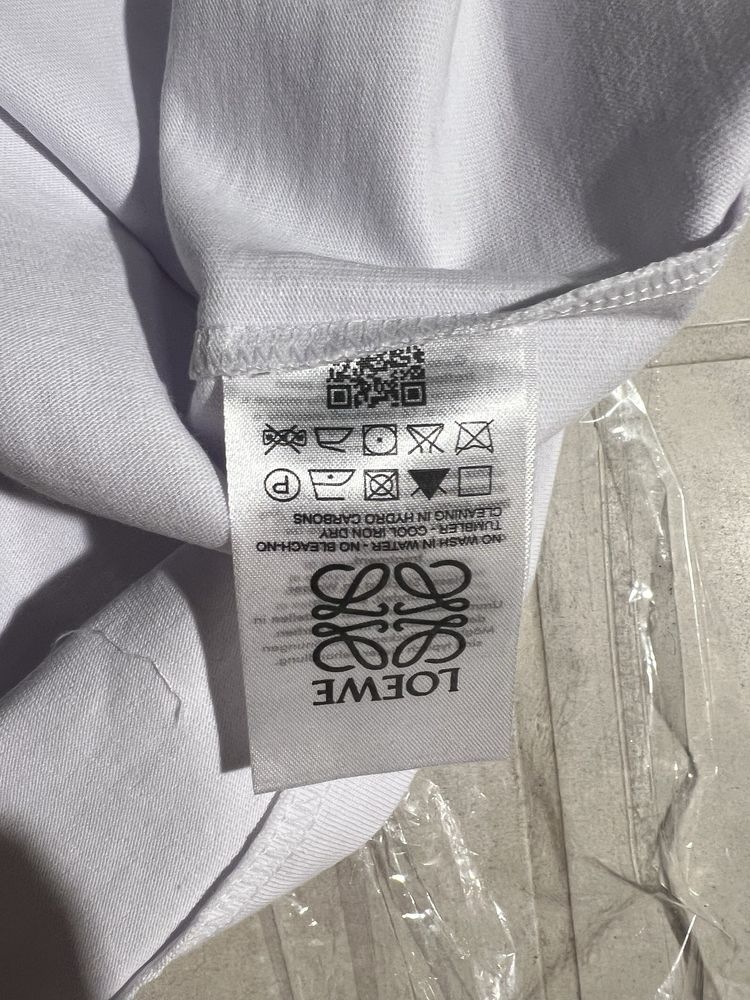 LOEWE
NO WASH IN WATER - NO BLEACH-NO
TUMBLER - COOL IRON DRY
CLEANING IN HYDRO CARBONS
P